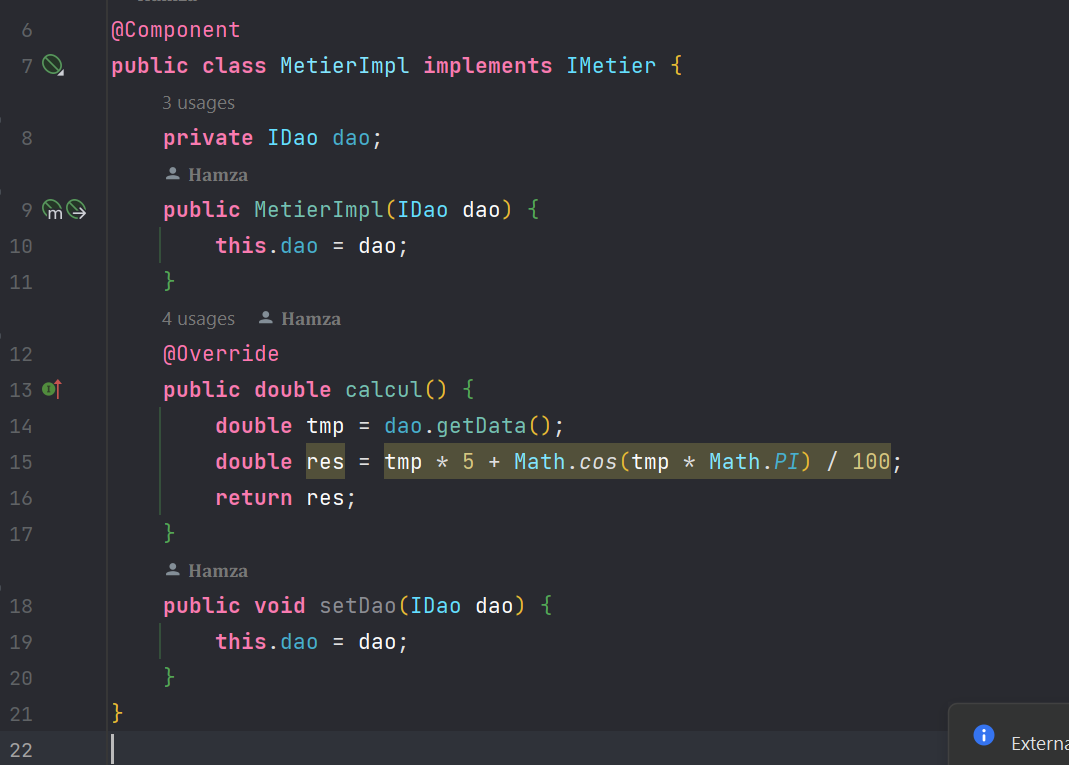 6 @Component
7 public class MetierImpl implements IMetier {
3 usages
8 private IDao dao;
Hamza
9 public MetierImpl(IDao dao) {
10 this.dao = dao;
11 }
4 usages Hamza
12 @Override
13 public double calcul() {
14 double tmp = dao.getData();
15 double res = tmp * 5 + Math.cos(tmp * Math.PI) / 100;
16 return res;
17 }
Hamza
18 public void setDao(IDao dao) {
19 this.dao = dao;
20 }
21 }
22